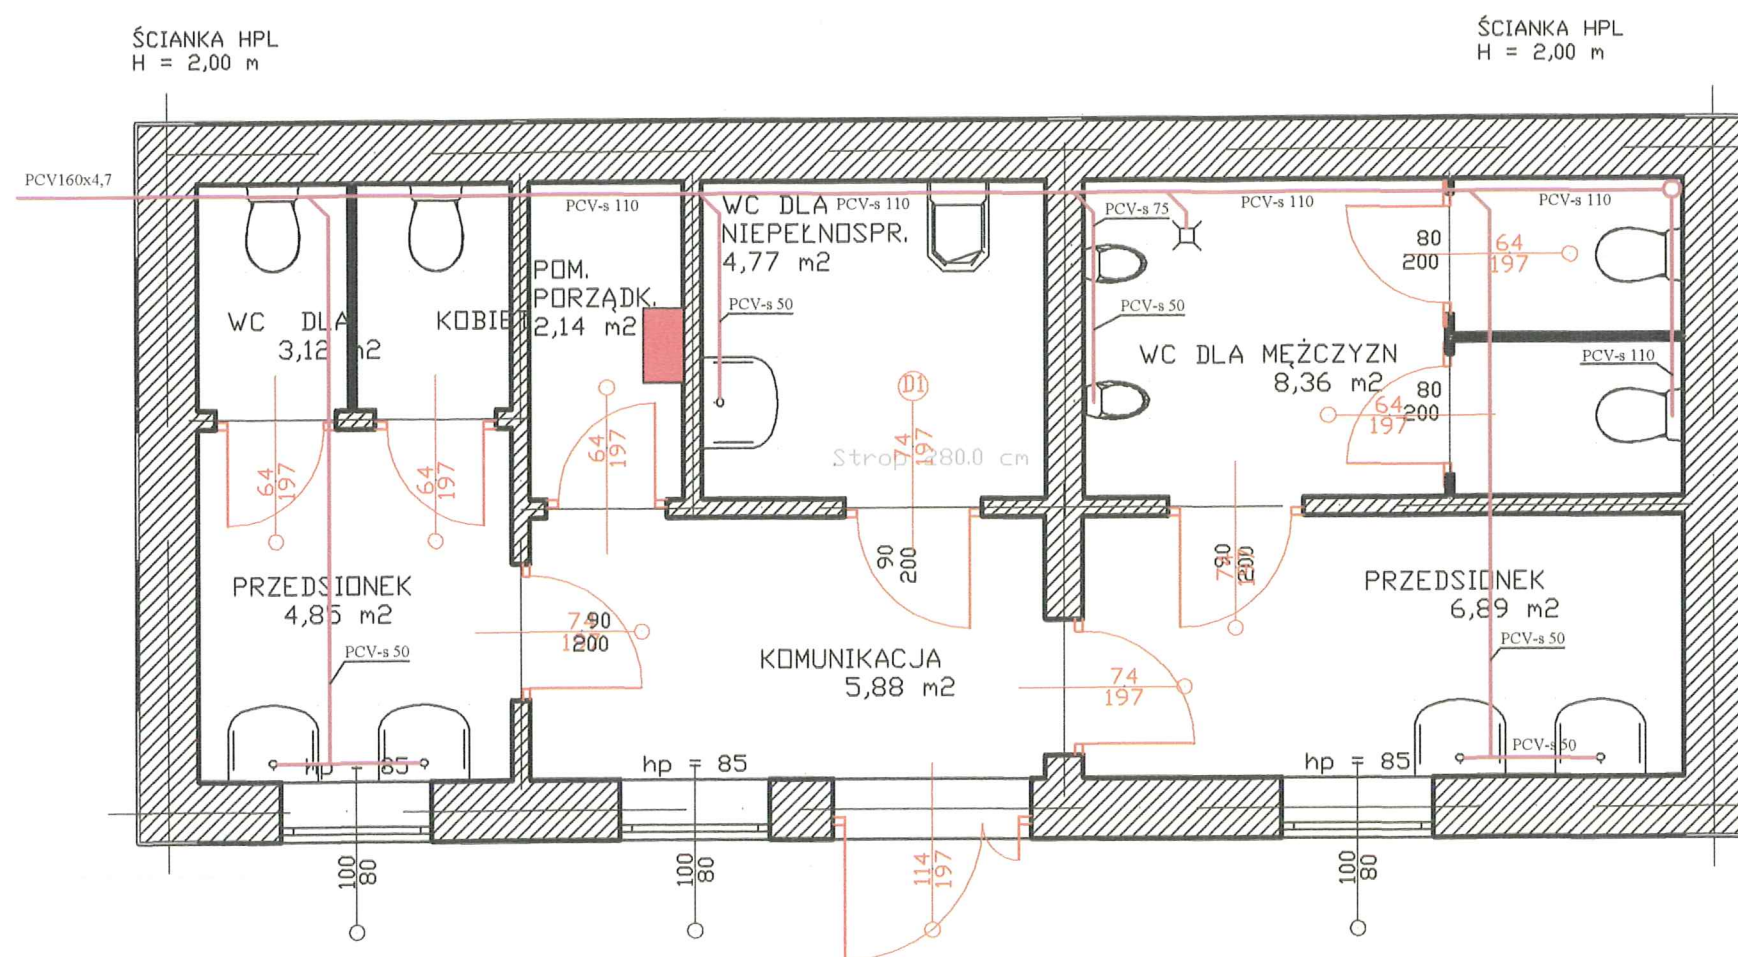 ŚCIANKA HPL
H = 2,00 m
ŚCIANKA HPL
H = 2,00 m
PCV160x4,7
PCV-s 110
PCV-s 110
PCV-s 75
PCV-s 110
PCV-s 110
WC DLA
NIEPEŁNOSPR.
4,77 m2
POM.
PORZĄDK.
2,14 m2
PCV-s 50
PCV-s 50
80
200
64
197
WC DLA
KOBIET
3,12 m2
WC DLA MĘŻCZYZN
8,36 m2
PCV-s 110
80
200
64
197
D1
74
197
Strop 280.0 cm
64
197
64
197
64
197
90
200
90
200
74
PRZEDSIONEK
4,85 m2
PCV-s 50
74
197
90
200
KOMUNIKACJA
5,88 m2
74
197
PRZEDSIONEK
6,89 m2
PCV-s 50
PCV-s 50
hp = 85
hp = 85
hp = 85
100
80
100
80
114
197
100
80